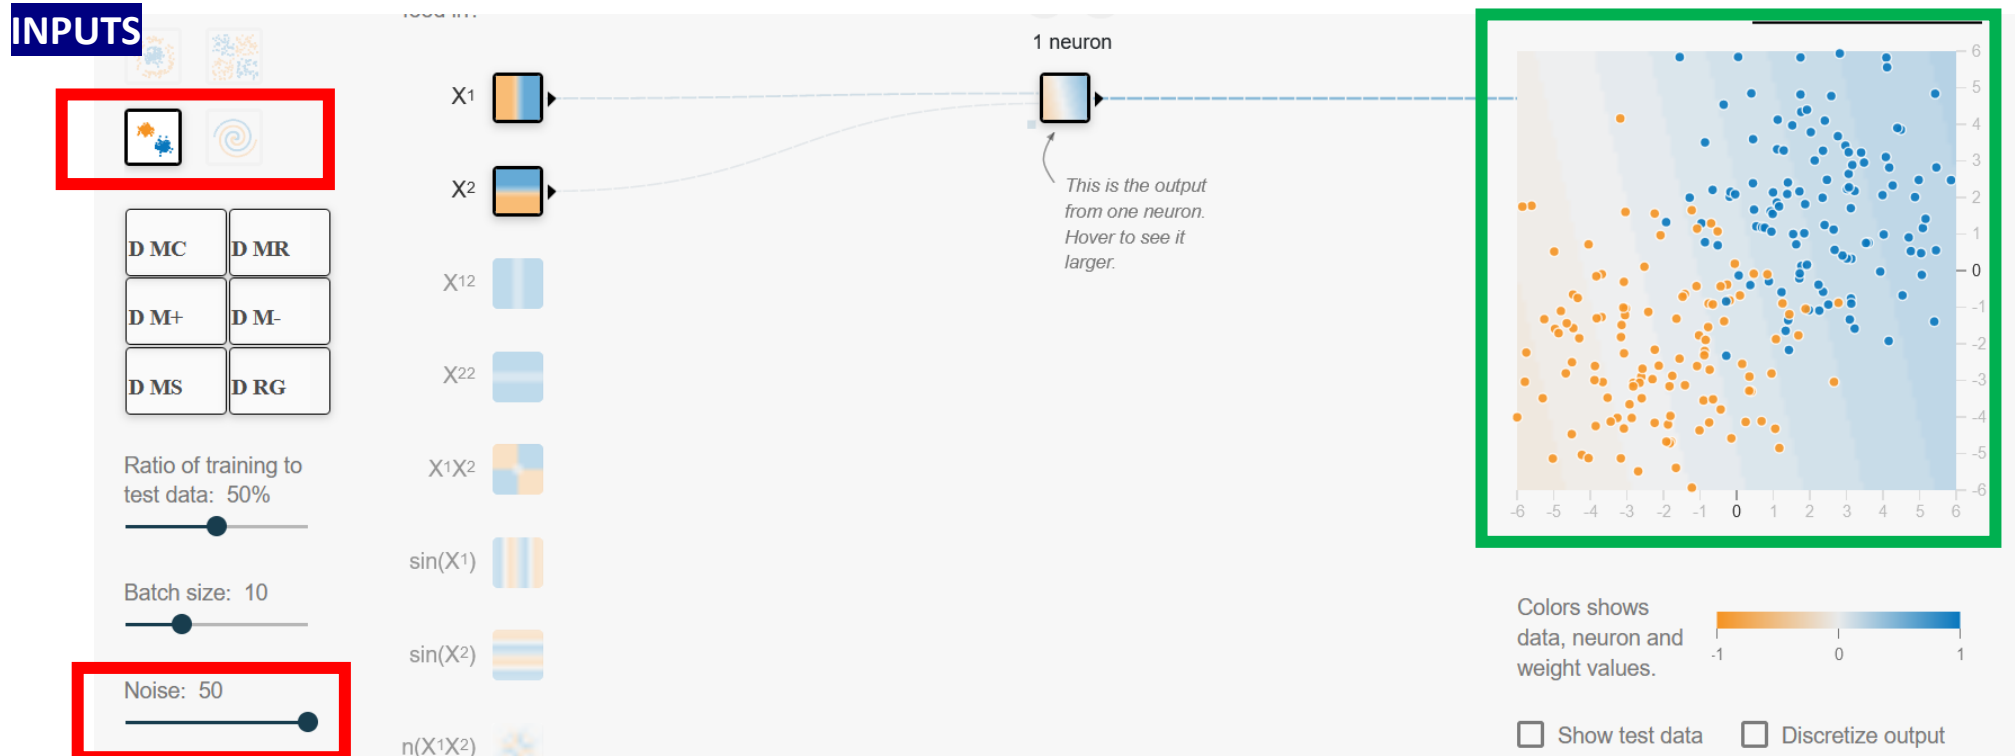 INPUTS
1 neuron
X1
X2
X12
X22
X1X2
sin(X1)
sin(X2)
n(X1X2)
This is the output
from one neuron.
Hover to see it
larger.
D MC
D MR
D M+
D M-
D MS
D RG
Ratio of training to
test data: 50%
Batch size: 10
Noise: 50
6
5
4
3
2
1
0
-1
-2
-3
-4
-5
-6
-6 -5 -4 -3 -2 -1 0 1 2 3 4 5 6
Colors shows
data, neuron and
weight values.
-1 0 1
Show test data
Discretize output